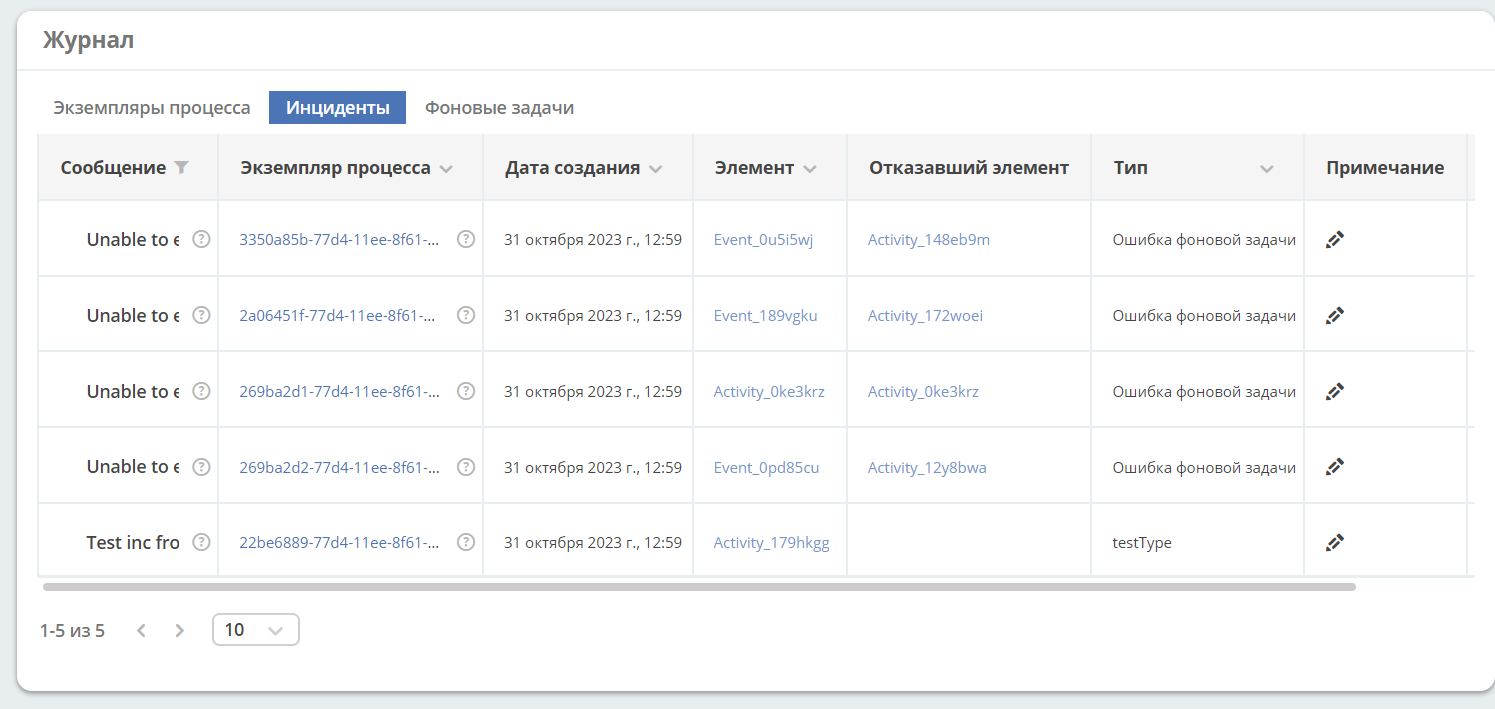 Журнал
Экземпляры процесса Инциденты Фоновые задачи
Сообщение Экземпляр процесса Дата создания Элемент Отказавший элемент Тип Примечание
Unable to e 3350a85b-77d4-11ee-8f61-... 31 октября 2023 г., 12:59 Event_0u5i5wj Activity_148eb9m Ошибка фоновой задачи
Unable to e 2a06451f-77d4-11ee-8f61-... 31 октября 2023 г., 12:59 Event_189vgku Activity_172woei Ошибка фоновой задачи
Unable to e 269ba2d1-77d4-11ee-8f61-... 31 октября 2023 г., 12:59 Activity_0ke3krz Activity_0ke3krz Ошибка фоновой задачи
Unable to e 269ba2d2-77d4-11ee-8f61-... 31 октября 2023 г., 12:59 Event_0pd85cu Activity_12y8bwa Ошибка фоновой задачи
Test inc fro 22be6889-77d4-11ee-8f61-... 31 октября 2023 г., 12:59 Activity_179hkgg testType
1-5 из 5 10